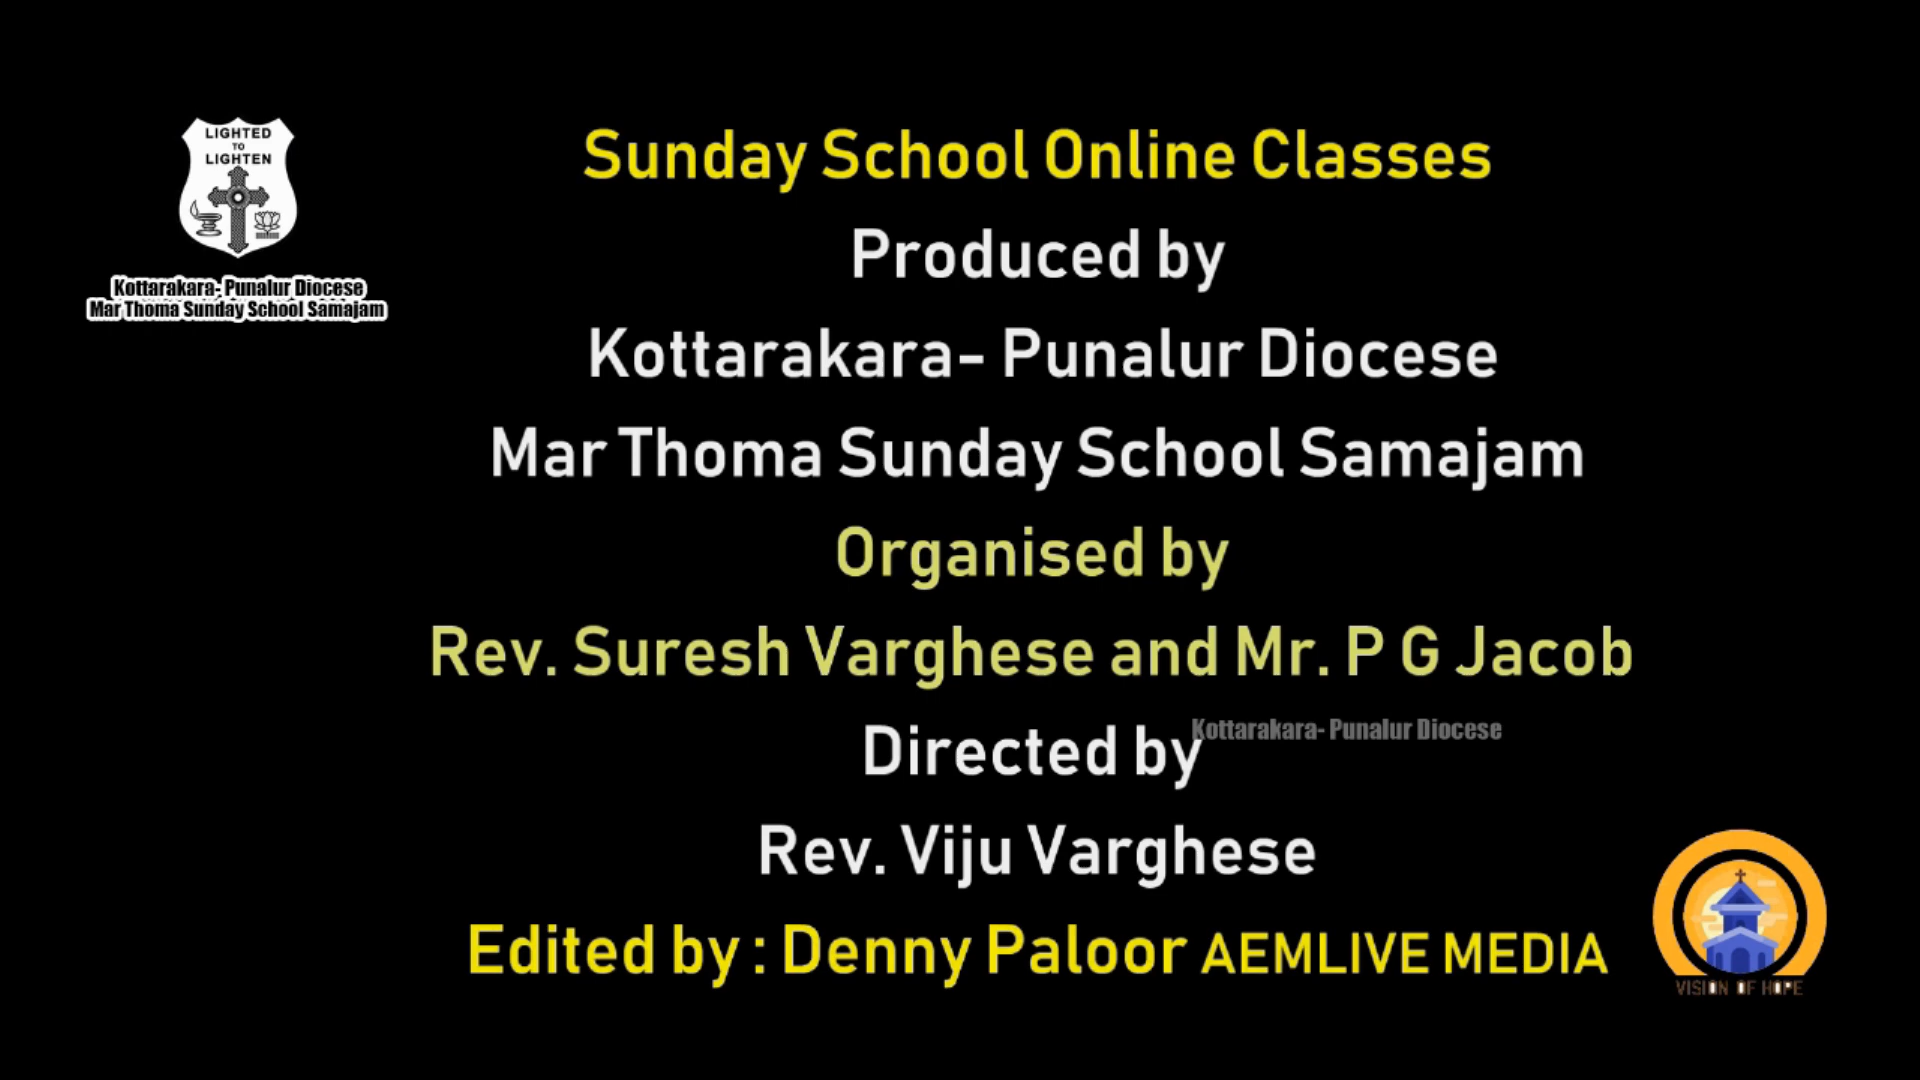 LIGHTED
TO
LIGHTEN
Kottarakara- Punalur Diocese
Mar Thoma Sunday School Samajam
Sunday School Online Classes
Produced by
Kottarakara- Punalur Diocese
Mar Thoma Sunday School Samajam
Organised by
Rev. Suresh Varghese and Mr. P G Jacob
Directed by
Kottarakara- Punalur Diocese
Rev. Viju Varghese
Edited by : Denny Paloor AEMLIVE MEDIA
VISION OF HOPE